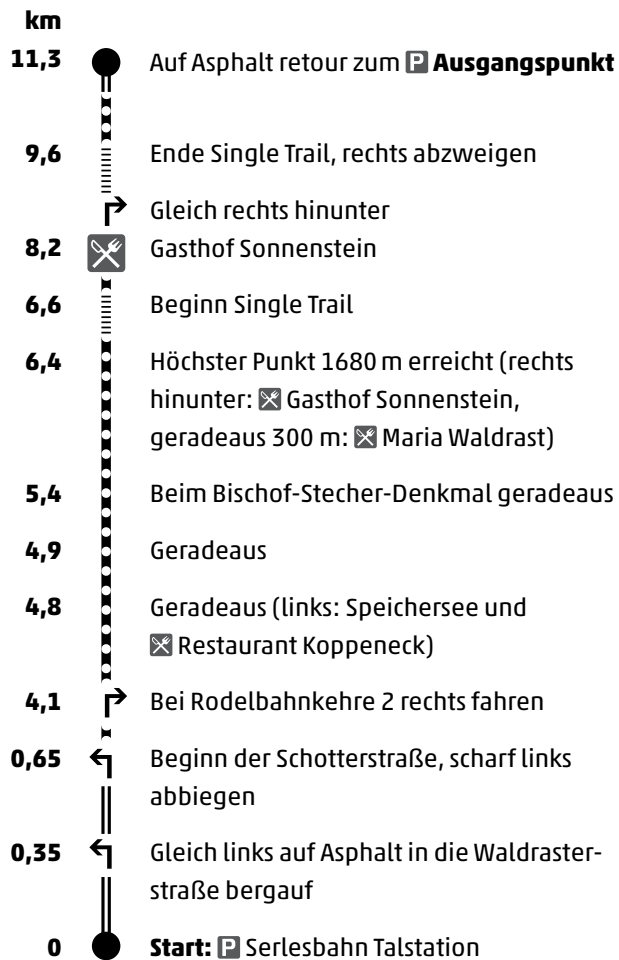 km
11,3 Auf Asphalt retour zum P Ausgangspunkt
9,6 Ende Single Trail, rechts abzweigen
Gleich rechts hinunter
8,2 Gasthof Sonnenstein
6,6 Beginn Single Trail
6,4 Höchster Punkt 1680 m erreicht (rechts
hinunter: Gasthof Sonnenstein,
geradeaus 300 m: Maria Waldrast)
5,4 Beim Bischof-Stecher-Denkmal geradeaus
4,9 Geradeaus
4,8 Geradeaus (links: Speichersee und
Restaurant Koppeneck)
4,1 Bei Rodelbahnkehre 2 rechts fahren
0,65 Beginn der Schotterstraße, scharf links
abbiegen
0,35 Gleich links auf Asphalt in die Waldraster-
straße bergauf
0 Start: P Serlesbahn Talstation